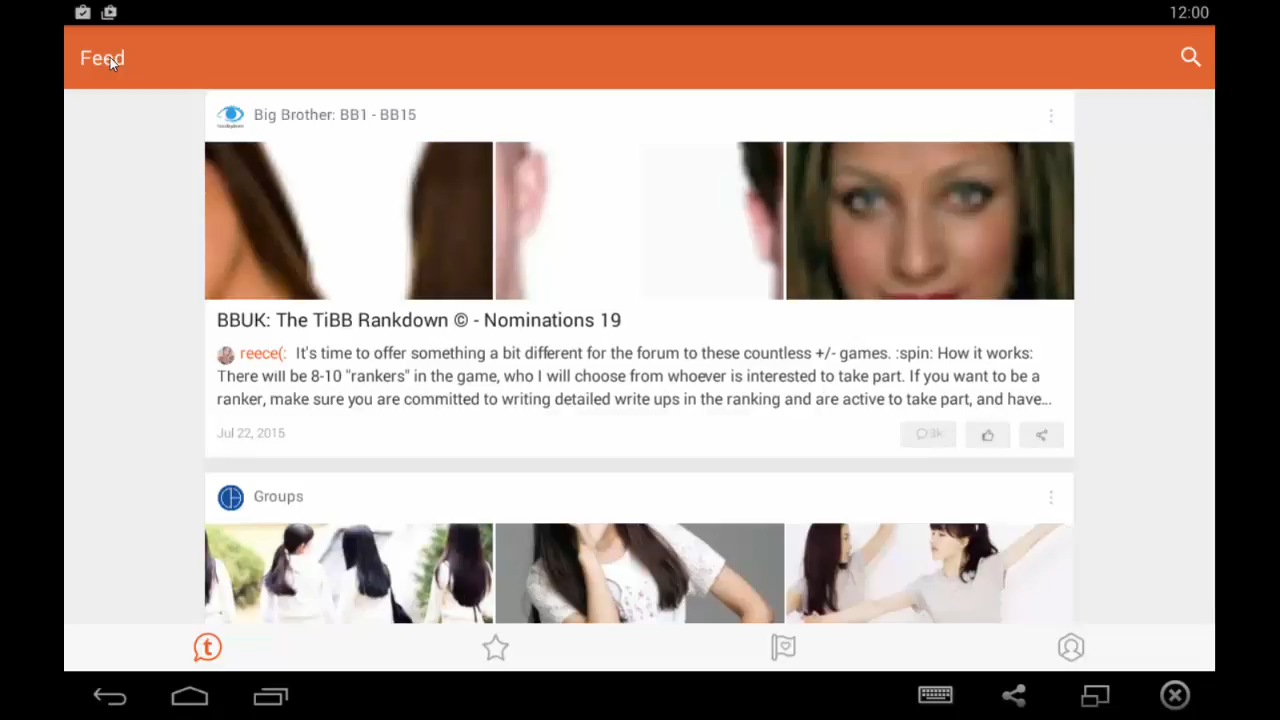 12:00
Feed
Big Brother: BB1 - BB15
BBUK: The TiBB Rankdown © - Nominations 19
reece(: It's time to offer something a bit different for the forum to these countless +/- games. :spin: How it works:
There will be 8-10 "rankers" in the game, who I will choose from whoever is interested to take part. If you want to be a
ranker, make sure you are committed to writing detailed write ups in the ranking and are active to take part, and have...
Jul 22, 2015
3k
Groups